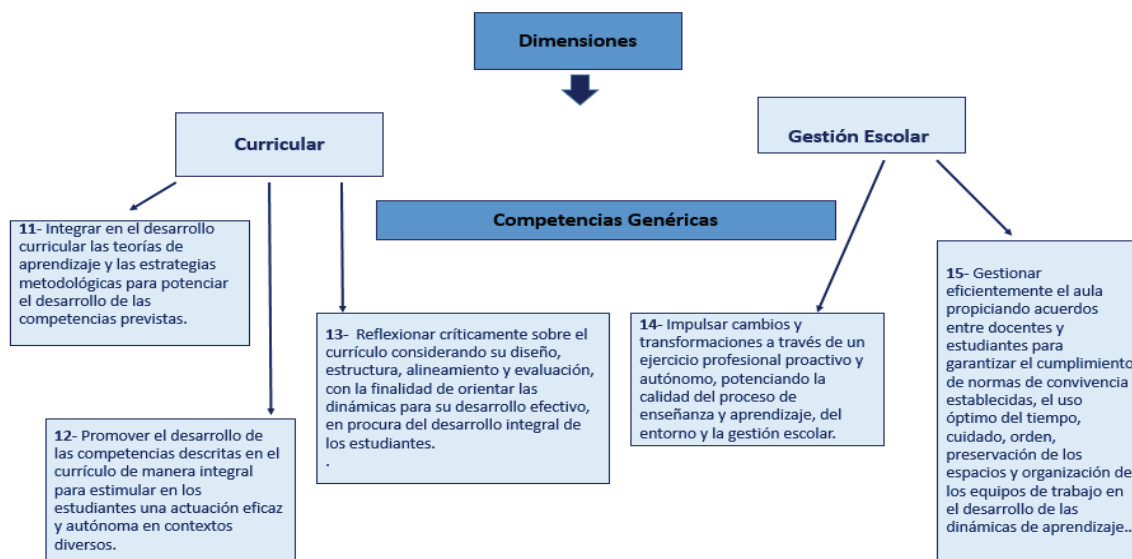 Dimensiones
Curricular
Gestión Escolar
Competencias Genéricas
11- Integrar en el desarrollo
curricular las teorías de
aprendizaje y las estrategias
metodológicas para potenciar
el desarrollo de las
competencias previstas.
12- Promover el desarrollo de
las competencias descritas en el
currículo de manera integral
para estimular en los
estudiantes una actuación eficaz
y autónoma en contextos
diversos.
13- Reflexionar críticamente sobre el
currículo considerando su diseño,
estructura, alineamiento y evaluación,
con la finalidad de orientar las
dinámicas para su desarrollo efectivo,
en procura del desarrollo integral de
los estudiantes.
.
14- Impulsar cambios y
transformaciones a través de un
ejercicio profesional proactivo y
autónomo, potenciando la
calidad del proceso de
enseñanza y aprendizaje, del
entorno y la gestión escolar.
15- Gestionar
eficientemente el aula
propiciando acuerdos
entre docentes y
estudiantes para
garantizar el cumplimiento
de normas de convivencia
establecidas, el uso
óptimo del tiempo,
cuidado, orden,
preservación de los
espacios y organización de
los equipos de trabajo en
el desarrollo de las
dinámicas de aprendizaje..